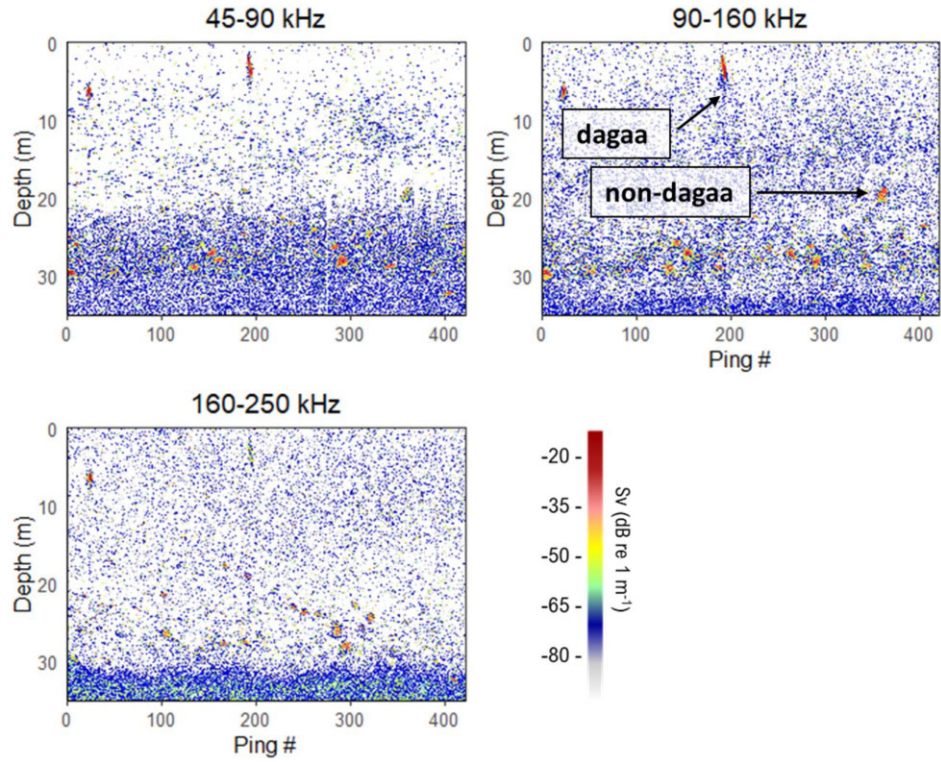 45-90 kHz
0
10
20
30
Depth (m)
0 100 200 300 400
90-160 kHz
0
10
20
30
Depth (m)
dagaa
non-dagaa
0 100 200 300 400
Ping #
160-250 kHz
0
10
20
30
Depth (m)
0 100 200 300 400
Ping #
-20 -
-35 -
-50 -
-65 -
-80 -
Sv (dB re 1 m⁻¹)